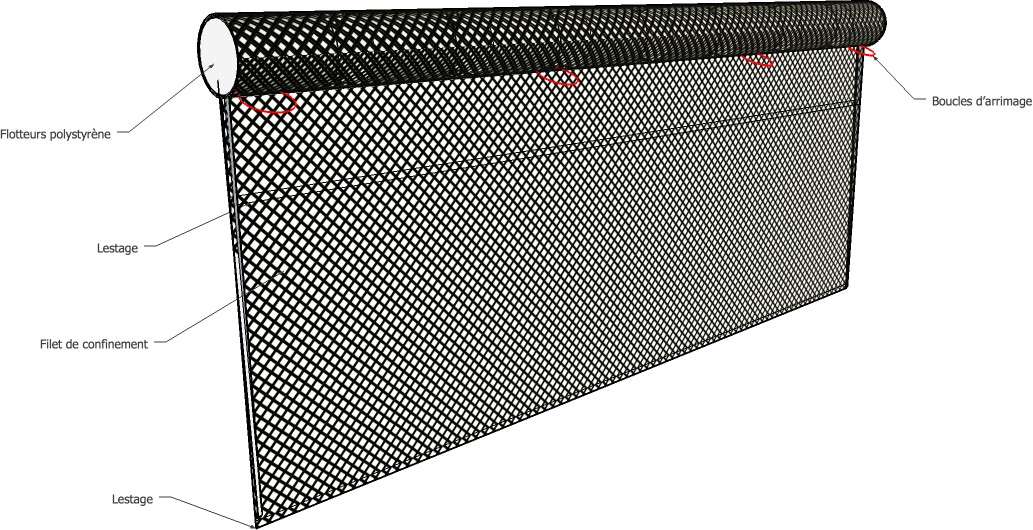 Boucles d’arrimage
Flotteurs polystyrène
Lestage
Filet de confinement
Lestage